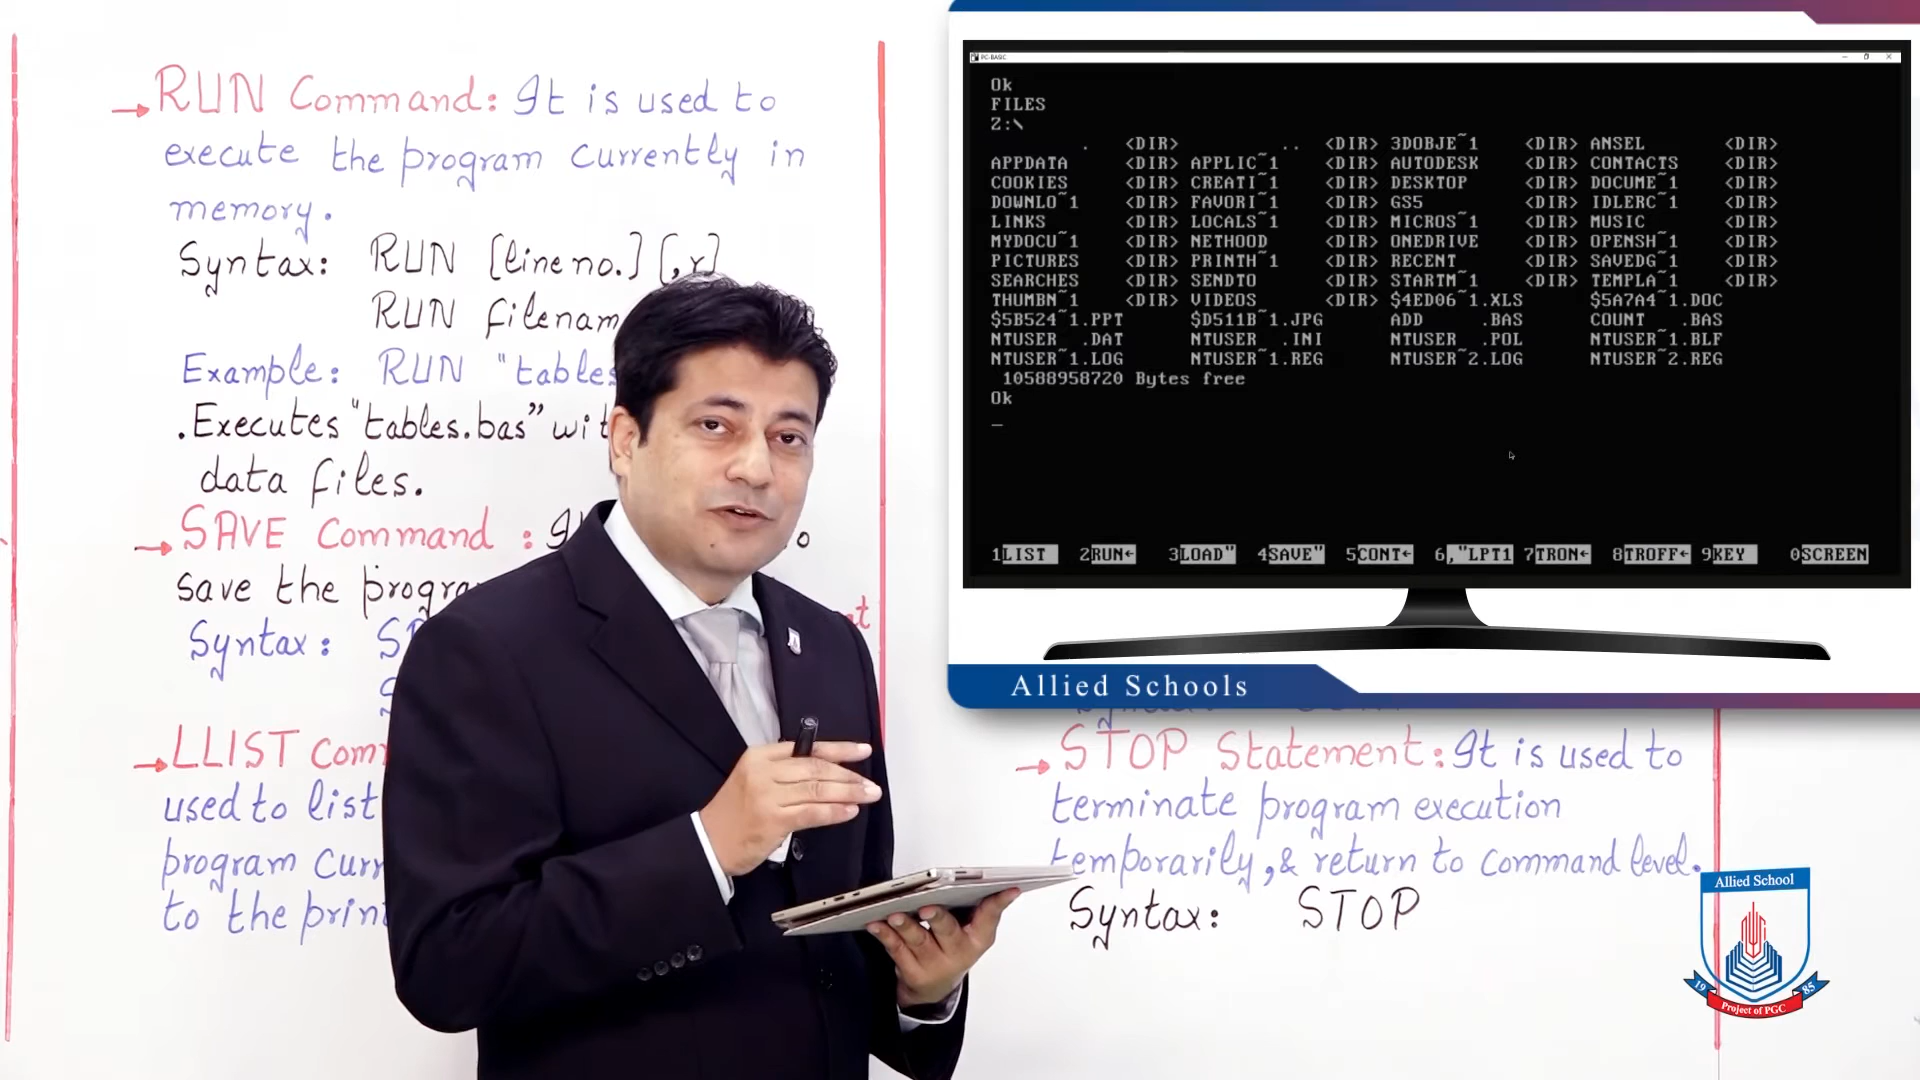 →RUN Command: It is used to
execute the program currently in
memory.
Syntax: RUN [line no.] [,r]
RUN filenam
Example: RUN "tables
.Executes "tables.bas" wit
data files.
→SAVE Command : It
save the progra
Syntax:
→LLIST Com
used to list
program curr
to the prin
PC-BASIC
Ok
FILES
Z:\
. <DIR> .. <DIR> 3DOBJE~1 <DIR> ANSEL <DIR>
APPDATA <DIR> APPLIC~1 <DIR> AUTODESK <DIR> CONTACTS <DIR>
COOKIES <DIR> CREATI~1 <DIR> DESKTOP <DIR> DOCUME~1 <DIR>
DOWNLO~1 <DIR> FAVORI~1 <DIR> GS5 <DIR> IDLERC~1 <DIR>
LINKS <DIR> LOCALS~1 <DIR> MICROS~1 <DIR> MUSIC <DIR>
MYDOCU~1 <DIR> NETHOOD <DIR> ONEDRIVE <DIR> OPENSH~1 <DIR>
PICTURES <DIR> PRINTH~1 <DIR> RECENT <DIR> SAVEDG~1 <DIR>
SEARCHES <DIR> SENDTO <DIR> STARTM~1 <DIR> TEMPLA~1 <DIR>
THUMBN~1 <DIR> VIDEOS <DIR> $4ED06~1.XLS $5A7A4~1.DOC
$5B524~1.PPT $D511B~1.JPG ADD .BAS COUNT .BAS
NTUSER .DAT NTUSER .INI NTUSER .POL NTUSER~1.BLF
NTUSER~1.LOG NTUSER~1.REG NTUSER~2.LOG NTUSER~2.REG
10588958720 Bytes free
Ok
1LIST 2RUN← 3LOAD" 4SAVE" 5CONT← 6,"LPT1 7TRON← 8TROFF← 9KEY 0SCREEN
Allied Schools
→STOP Statement: It is used to
terminate program execution
temporarily, & return to command level.
Syntax: STOP
Allied School
19 85
Project of PGC